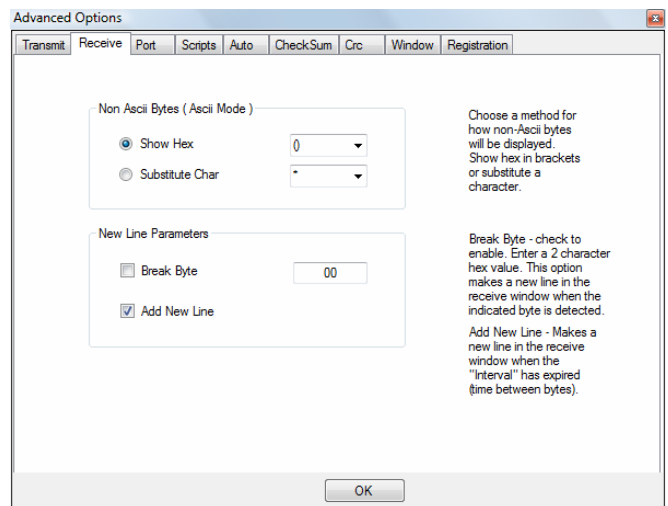 Advanced Options
Transmit Receive Port Scripts Auto CheckSum Crc Window Registration
Non Ascii Bytes ( Ascii Mode )
Show Hex ()
Substitute Char *
Choose a method for
how non-Ascii bytes
will be displayed.
Show hex in brackets
or substitute a
character.
New Line Parameters
Break Byte 00
Add New Line
Break Byte - check to
enable. Enter a 2 character
hex value. This option
makes a new line in the
receive window when the
indicated byte is detected.
Add New Line - Makes a
new line in the receive
window when the
"Interval" has expired
(time between bytes).
OK